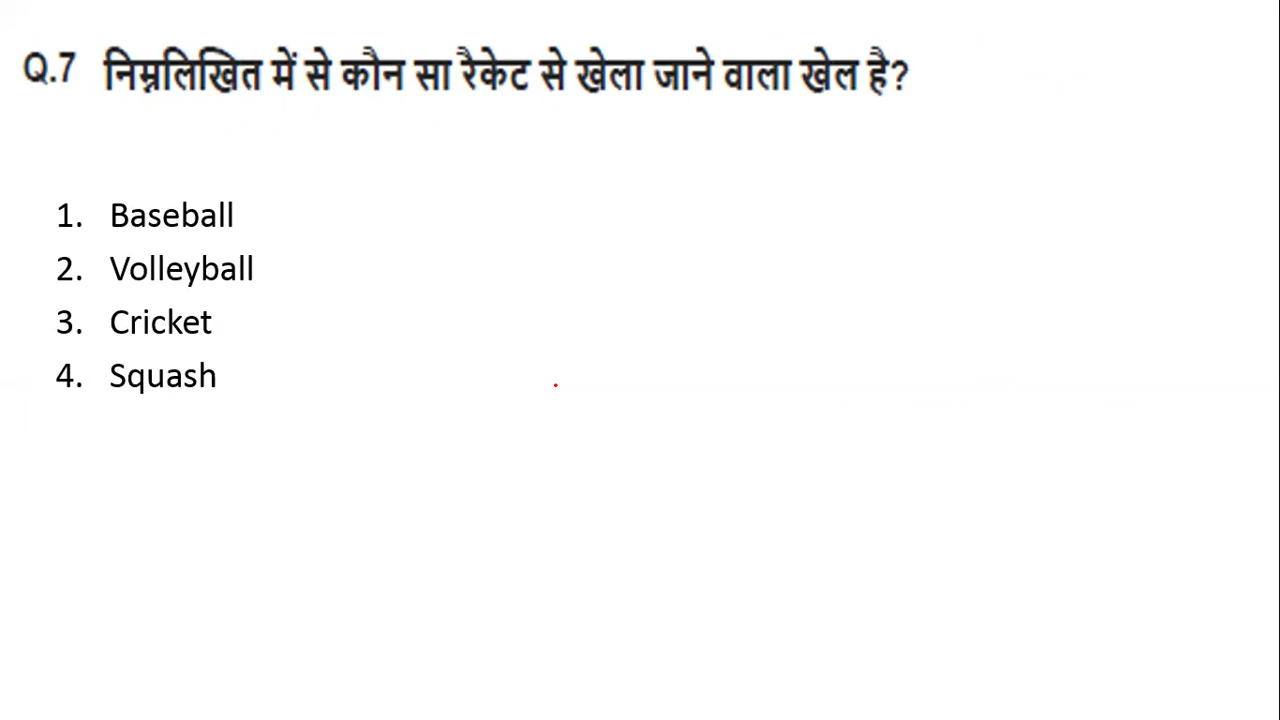 Q.7 निम्नलिखित में से कौन सा रैकेट से खेला जाने वाला खेल है?
1. Baseball
2. Volleyball
3. Cricket
4. Squash